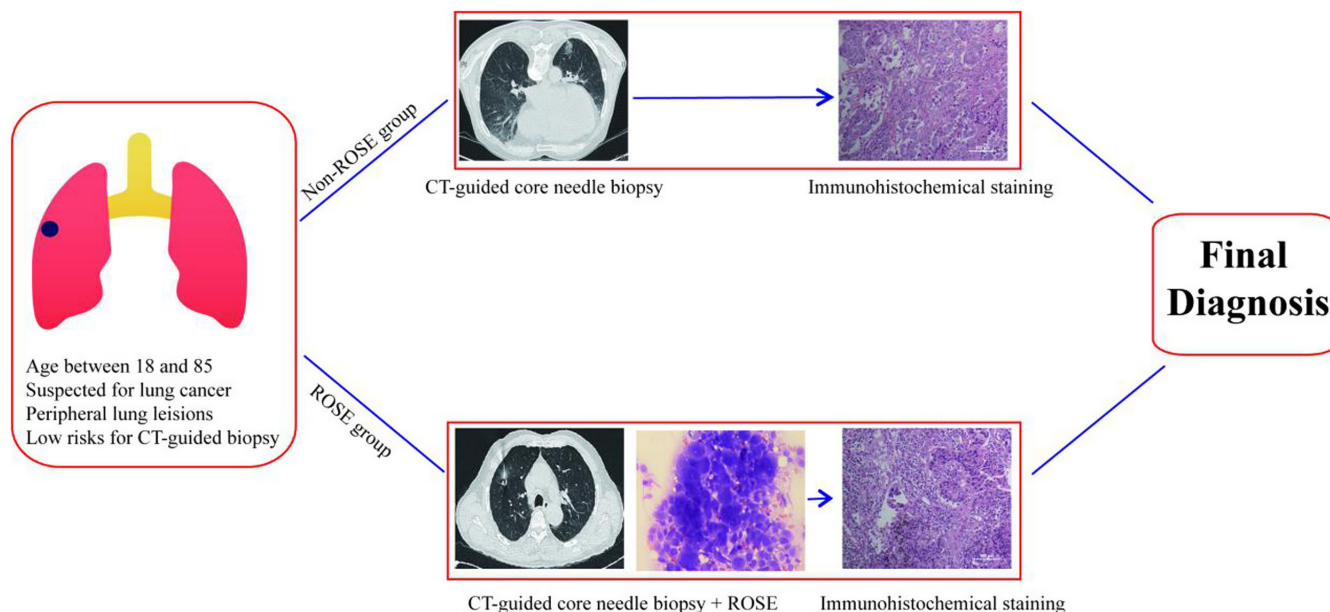 Non-ROSE group
CT-guided core needle biopsy
Immunohistochemical staining
Age between 18 and 85
Suspected for lung cancer
Peripheral lung leisions
Low risks for CT-guided biopsy
Final
Diagnosis
ROSE group
CT-guided core needle biopsy + ROSE
Immunohistochemical staining